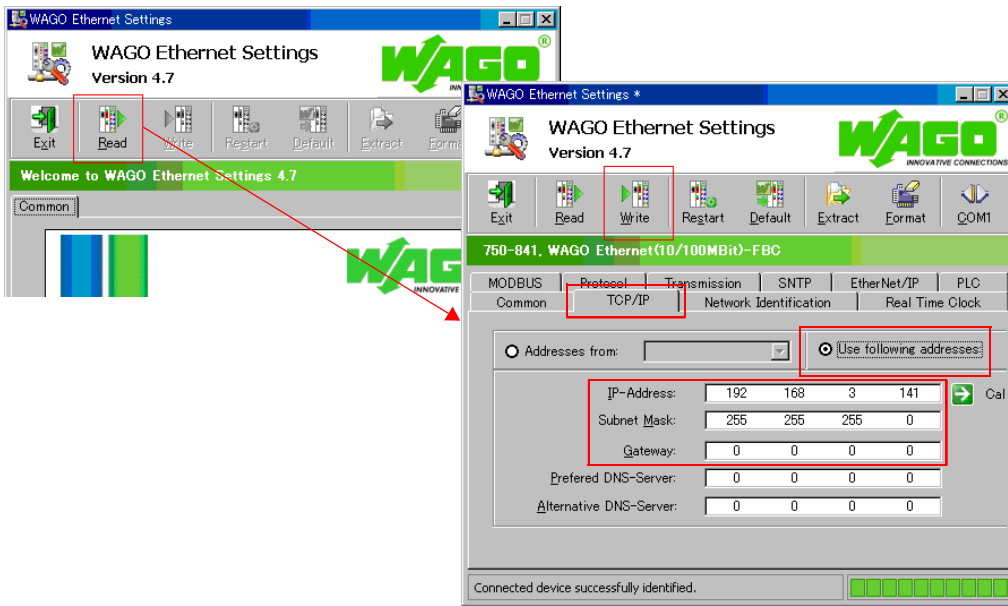 WAGO Ethernet Settings
WAGO Ethernet Settings
Version 4.7
WAGO
®
Exit Read Write Restart Default Extract
Welcome to WAGO Ethernet Settings 4.7
Common
INNOVATIVE
WAGO Ethernet Settings *
WAGO Ethernet Settings
Version 4.7
WAGO
®
INNOVATIVE CONNECTIONS
Exit Read Write Restart Default Extract Format COM1
750-841, WAGO Ethernet(10/100MBit)-FBC
MODBUS Protocol Transmission SNTP EtherNet/IP PLC
Common TCP/IP Network Identification Real Time Clock
Addresses from: Use following addresses:
IP-Address: 192 168 3 141 Cal
Subnet Mask: 255 255 255 0
Gateway: 0 0 0 0
Prefered DNS-Server: 0 0 0 0
Alternative DNS-Server: 0 0 0 0
Connected device successfully identified.